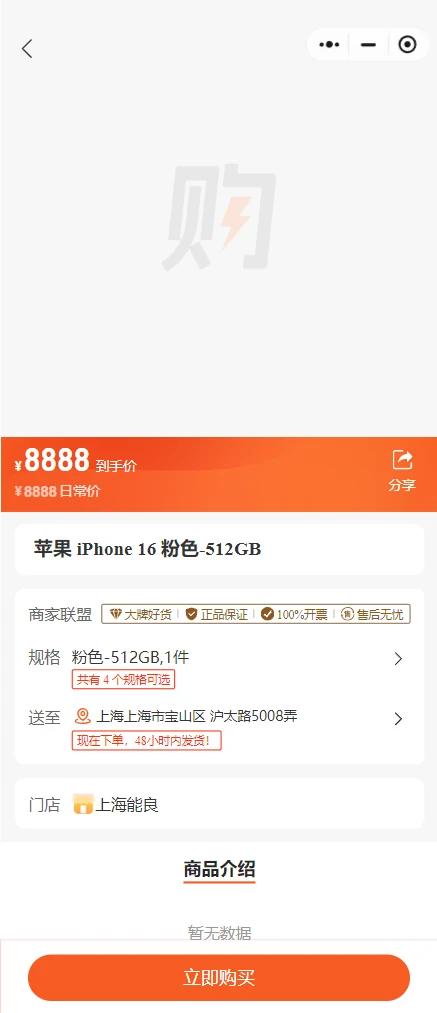 购
¥8888 到手价
¥8888 日常价
分享
苹果 iPhone 16 粉色-512GB
商家联盟 大牌好货 正品保证 100%开票 售 售后无忧
规格 粉色-512GB,1件
共有 4 个规格可选
送至 上海上海市宝山区 沪太路5008弄
现在下单，48小时内发货！
门店 上海能良
商品介绍
暂无数据
立即购买